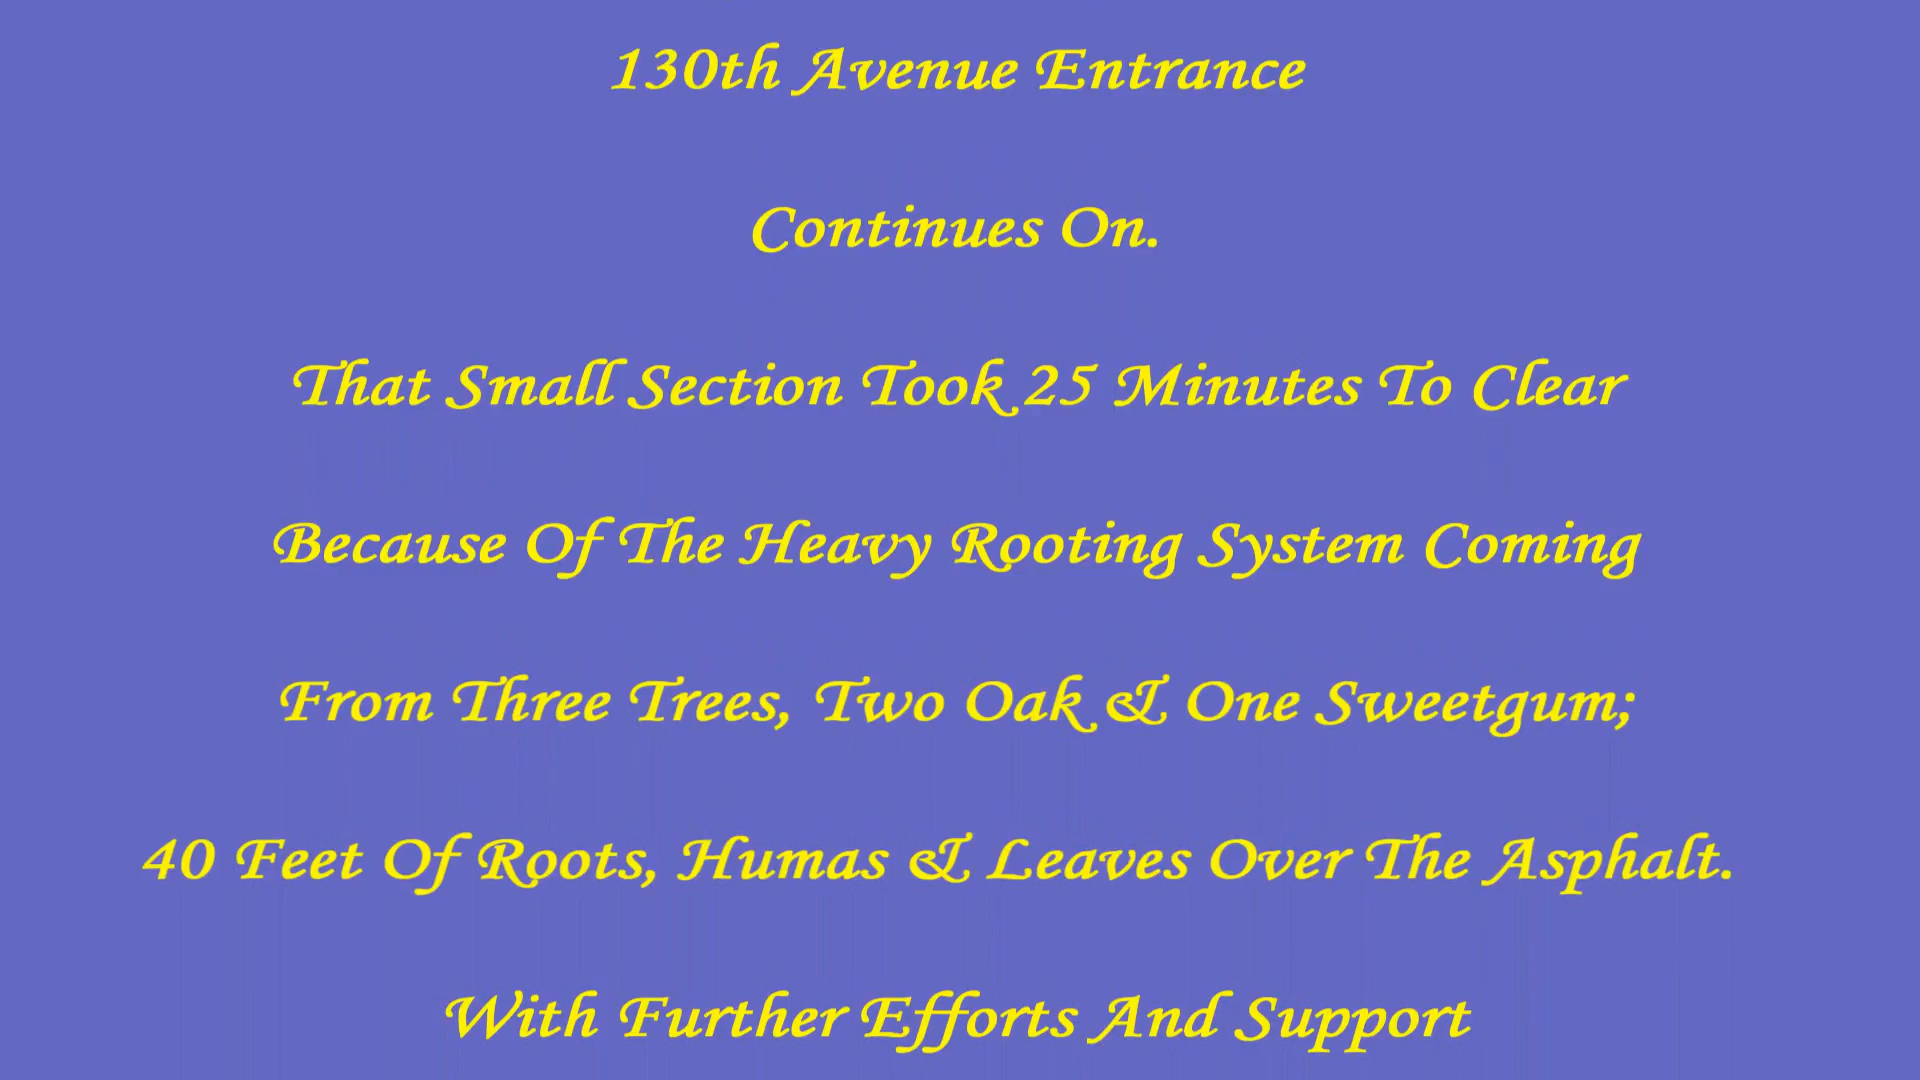 130th Avenue Entrance
Continues On.
That Small Section Took 25 Minutes To Clear
Because Of The Heavy Rooting System Coming
From Three Trees, Two Oak & One Sweetgum;
40 Feet Of Roots, Humas & Leaves Over The Asphalt.
With Further Efforts And Support